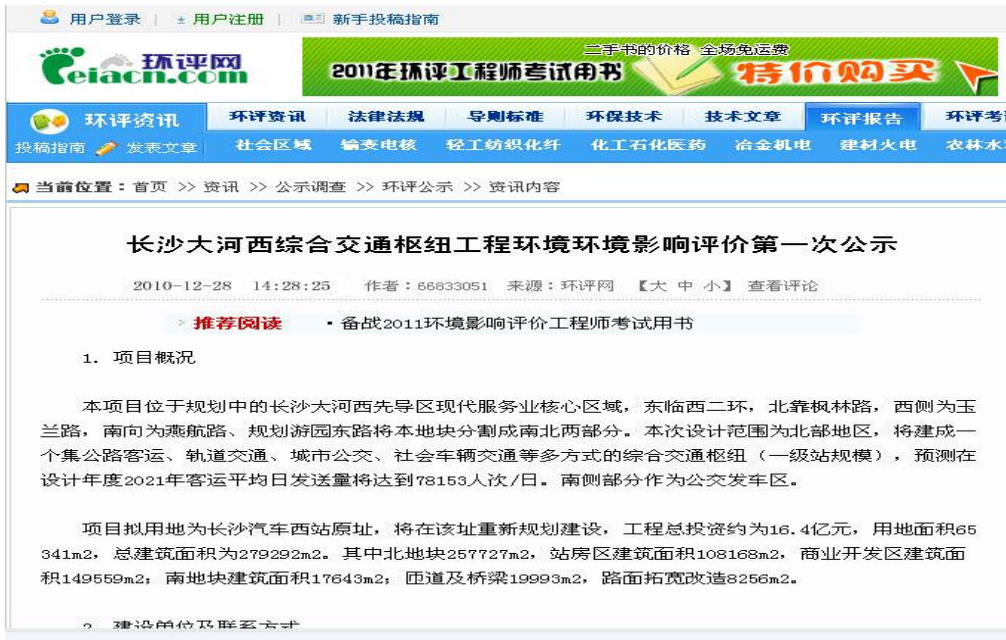 用户登录 | 用户注册 | 新手投稿指南
环评网
eiacn.com
二手书的价格 全场免运费
2011年环评工程师考试用书
特价购买
环评资讯 环评资讯 法律法规 导则标准 环保技术 技术文章 环评报告 环评考
投稿指南 发表文章 社会区域 输变电核 轻工纺织化纤 化工石化医药 冶金机电 建材火电 农林水
当前位置：首页 >> 资讯 >> 公示调查 >> 环评公示 >> 资讯内容
长沙大河西综合交通枢纽工程环境环境影响评价第一次公示
2010-12-28 14:28:25 作者：66833051 来源：环评网 【大 中 小】 查看评论
> 推荐阅读 ·备战2011环境影响评价工程师考试用书
1. 项目概况
本项目位于规划中的长沙大河西先导区现代服务业核心区域，东临西二环，北靠枫林路，西侧为玉
兰路，南向为燕航路、规划游园东路将本地块分割成南北两部分。本次设计范围为北部地区，将建成一
个集公路客运、轨道交通、城市公交、社会车辆交通等多方式的综合交通枢纽（一级站规模），预测在
设计年度2021年客运平均日发送量将达到78153人次/日。南侧部分作为公交发车区。
项目拟用地为长沙汽车西站原址，将在该址重新规划建设，工程总投资约为16.4亿元，用地面积65
341m2，总建筑面积为279292m2。其中北地块257727m2，站房区建筑面积108168m2，商业开发区建筑面
积149559m2；南地块建筑面积17643m2；匝道及桥梁19993m2，路面拓宽改造8256m2。
2. 建设单位及联系方式